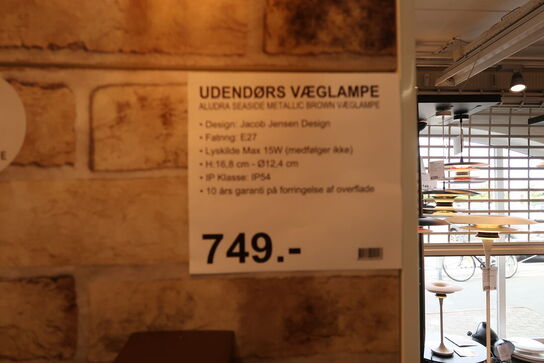 UDENDØRS VÆGLAMPE
ALUDRA SEASIDE METALLIC BROWN VÆGLAMPE
• Design: Jacob Jensen Design
• Fatning: E27
• Lyskilde Max 15W (medfølger ikke)
• H:16,8 cm - Ø12,4 cm
• IP Klasse: IP54
• 10 års garanti på forringelse af overflade
749.-